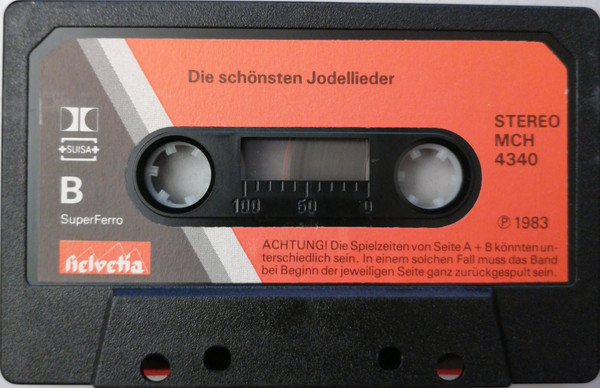 Die schönsten Jodellieder
STEREO
MCH
4340
+SUISA+
B
SuperFerro
100 50 0
Ⓟ 1983
helvetia
ACHTUNG! Die Spielzeiten von Seite A + B könnten un-
terschiedlich sein. In einem solchen Fall muss das Band
bei Beginn der jeweiligen Seite ganz zurückgespult sein.